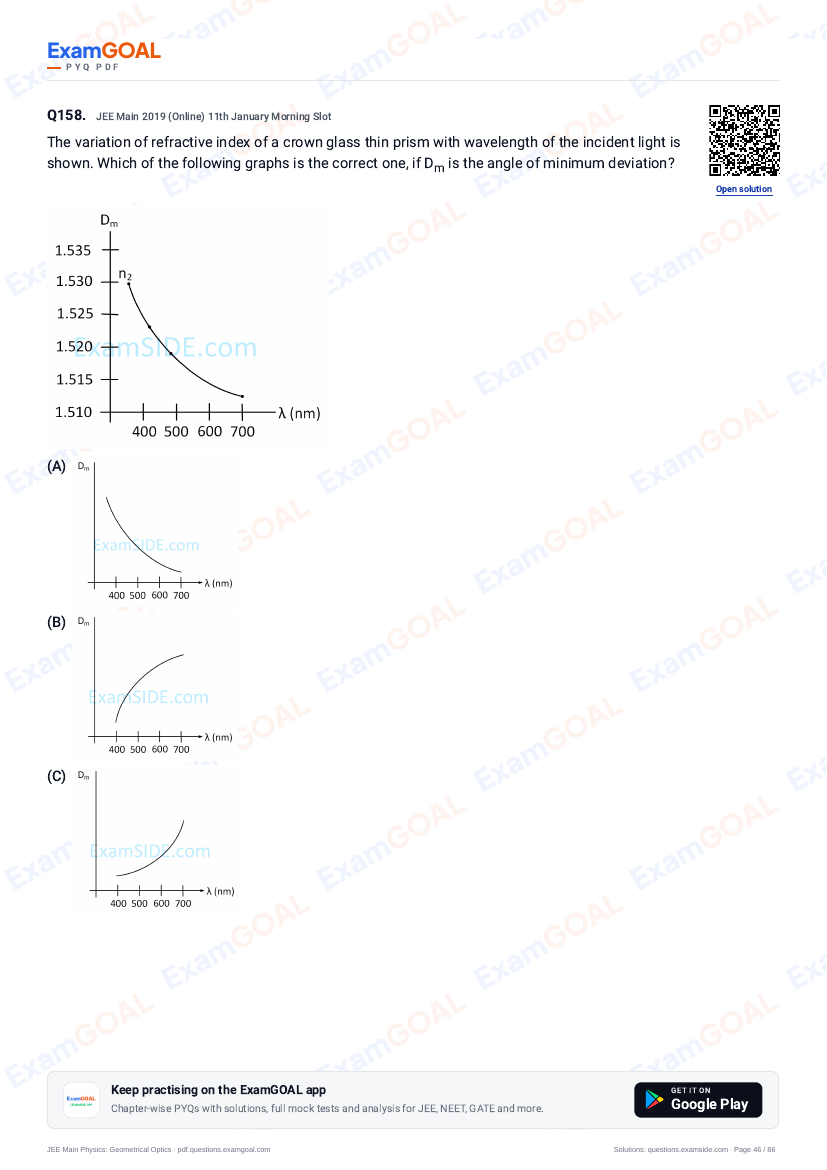 ExamGOAL
PYQ PDF
Q158. JEE Main 2019 (Online) 11th January Morning Slot
The variation of refractive index of a crown glass thin prism with wavelength of the incident light is
shown. Which of the following graphs is the correct one, if Dm is the angle of minimum deviation?
Open solution
Dm
1.535
1.530
n2
1.525
1.520
ExamSIDE.com
1.515
1.510
λ (nm)
400 500 600 700
(A) Dm
ExamSIDE.com
λ (nm)
400 500 600 700
(B) Dm
ExamSIDE.com
λ (nm)
400 500 600 700
(C) Dm
ExamSIDE.com
λ (nm)
400 500 600 700
Keep practising on the ExamGOAL app
Chapter-wise PYQs with solutions, full mock tests and analysis for JEE, NEET, GATE and more.
ExamGOAL
GET IT ON
Google Play
JEE Main Physics: Geometrical Optics · pdf.questions.examgoal.com
Solutions: questions.examside.com · Page 46 / 86